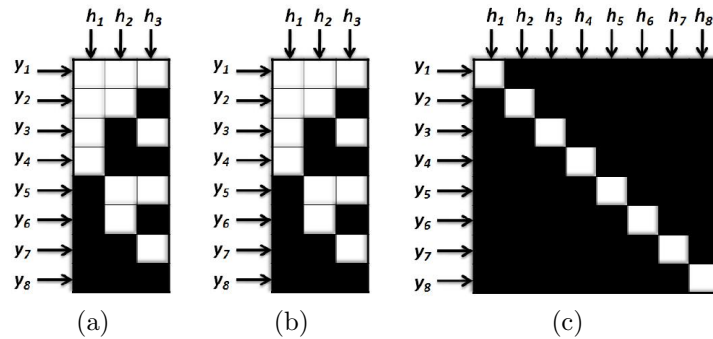 h1 h2 h3 h1 h2 h3 h1 h2 h3 h4 h5 h6 h7 h8
y1 y1 y1
y2 y2 y2
y3 y3 y3
y4 y4 y4
y5 y5 y5
y6 y6 y6
y7 y7 y7
y8 y8 y8
(a) (b) (c)